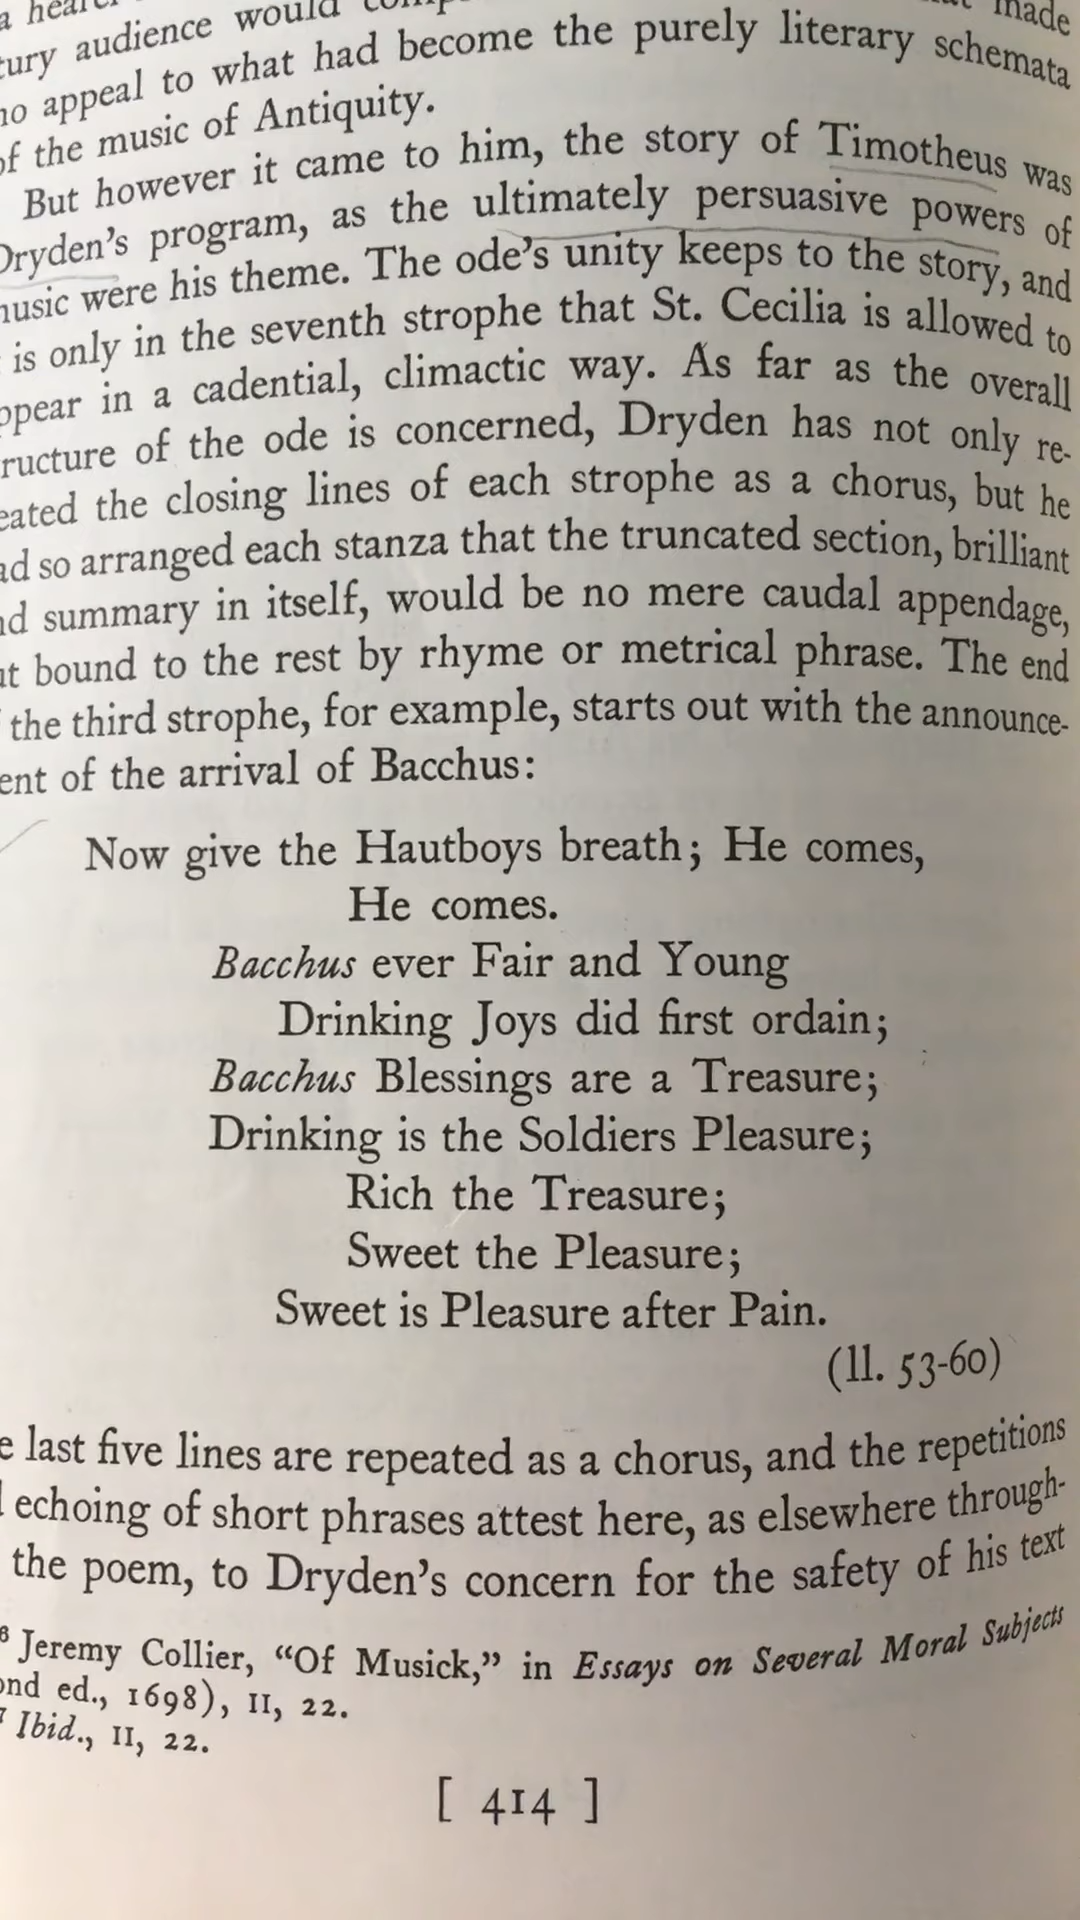 a
tury audience would made
no appeal to what had become the purely literary schemata
of the music of Antiquity.
But however it came to him, the story of Timotheus was
Dryden's program, as the ultimately persuasive powers of
music were his theme. The ode's unity keeps to the story, and
is only in the seventh strophe that St. Cecilia is allowed to
ppear in a cadential, climactic way. As far as the overall
ructure of the ode is concerned, Dryden has not only re-
eated the closing lines of each strophe as a chorus, but he
ad so arranged each stanza that the truncated section, brilliant
nd summary in itself, would be no mere caudal appendage,
ut bound to the rest by rhyme or metrical phrase. The end
the third strophe, for example, starts out with the announce-
ent of the arrival of Bacchus:
Now give the Hautboys breath; He comes,
He comes.
Bacchus ever Fair and Young
Drinking Joys did first ordain;
Bacchus Blessings are a Treasure;
Drinking is the Soldiers Pleasure;
Rich the Treasure;
Sweet the Pleasure;
Sweet is Pleasure after Pain.
(ll. 53-60)
e last five lines are repeated as a chorus, and the repetitions
echoing of short phrases attest here, as elsewhere through-
the poem, to Dryden's concern for the safety of his text
6 Jeremy Collier, "Of Musick," in Essays on Several Moral Subjects
ond ed., 1698), II, 22.
7 Ibid., II, 22.
[ 414 ]